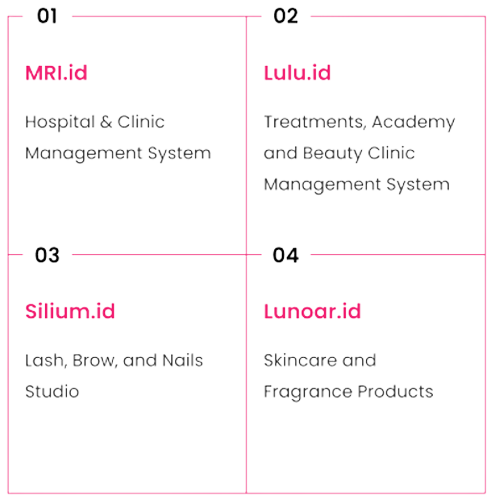 01
MRI.id
Hospital & Clinic
Management System
02
Lulu.id
Treatments, Academy
and Beauty Clinic
Management System
03
Silium.id
Lash, Brow, and Nails
Studio
04
Lunoar.id
Skincare and
Fragrance Products